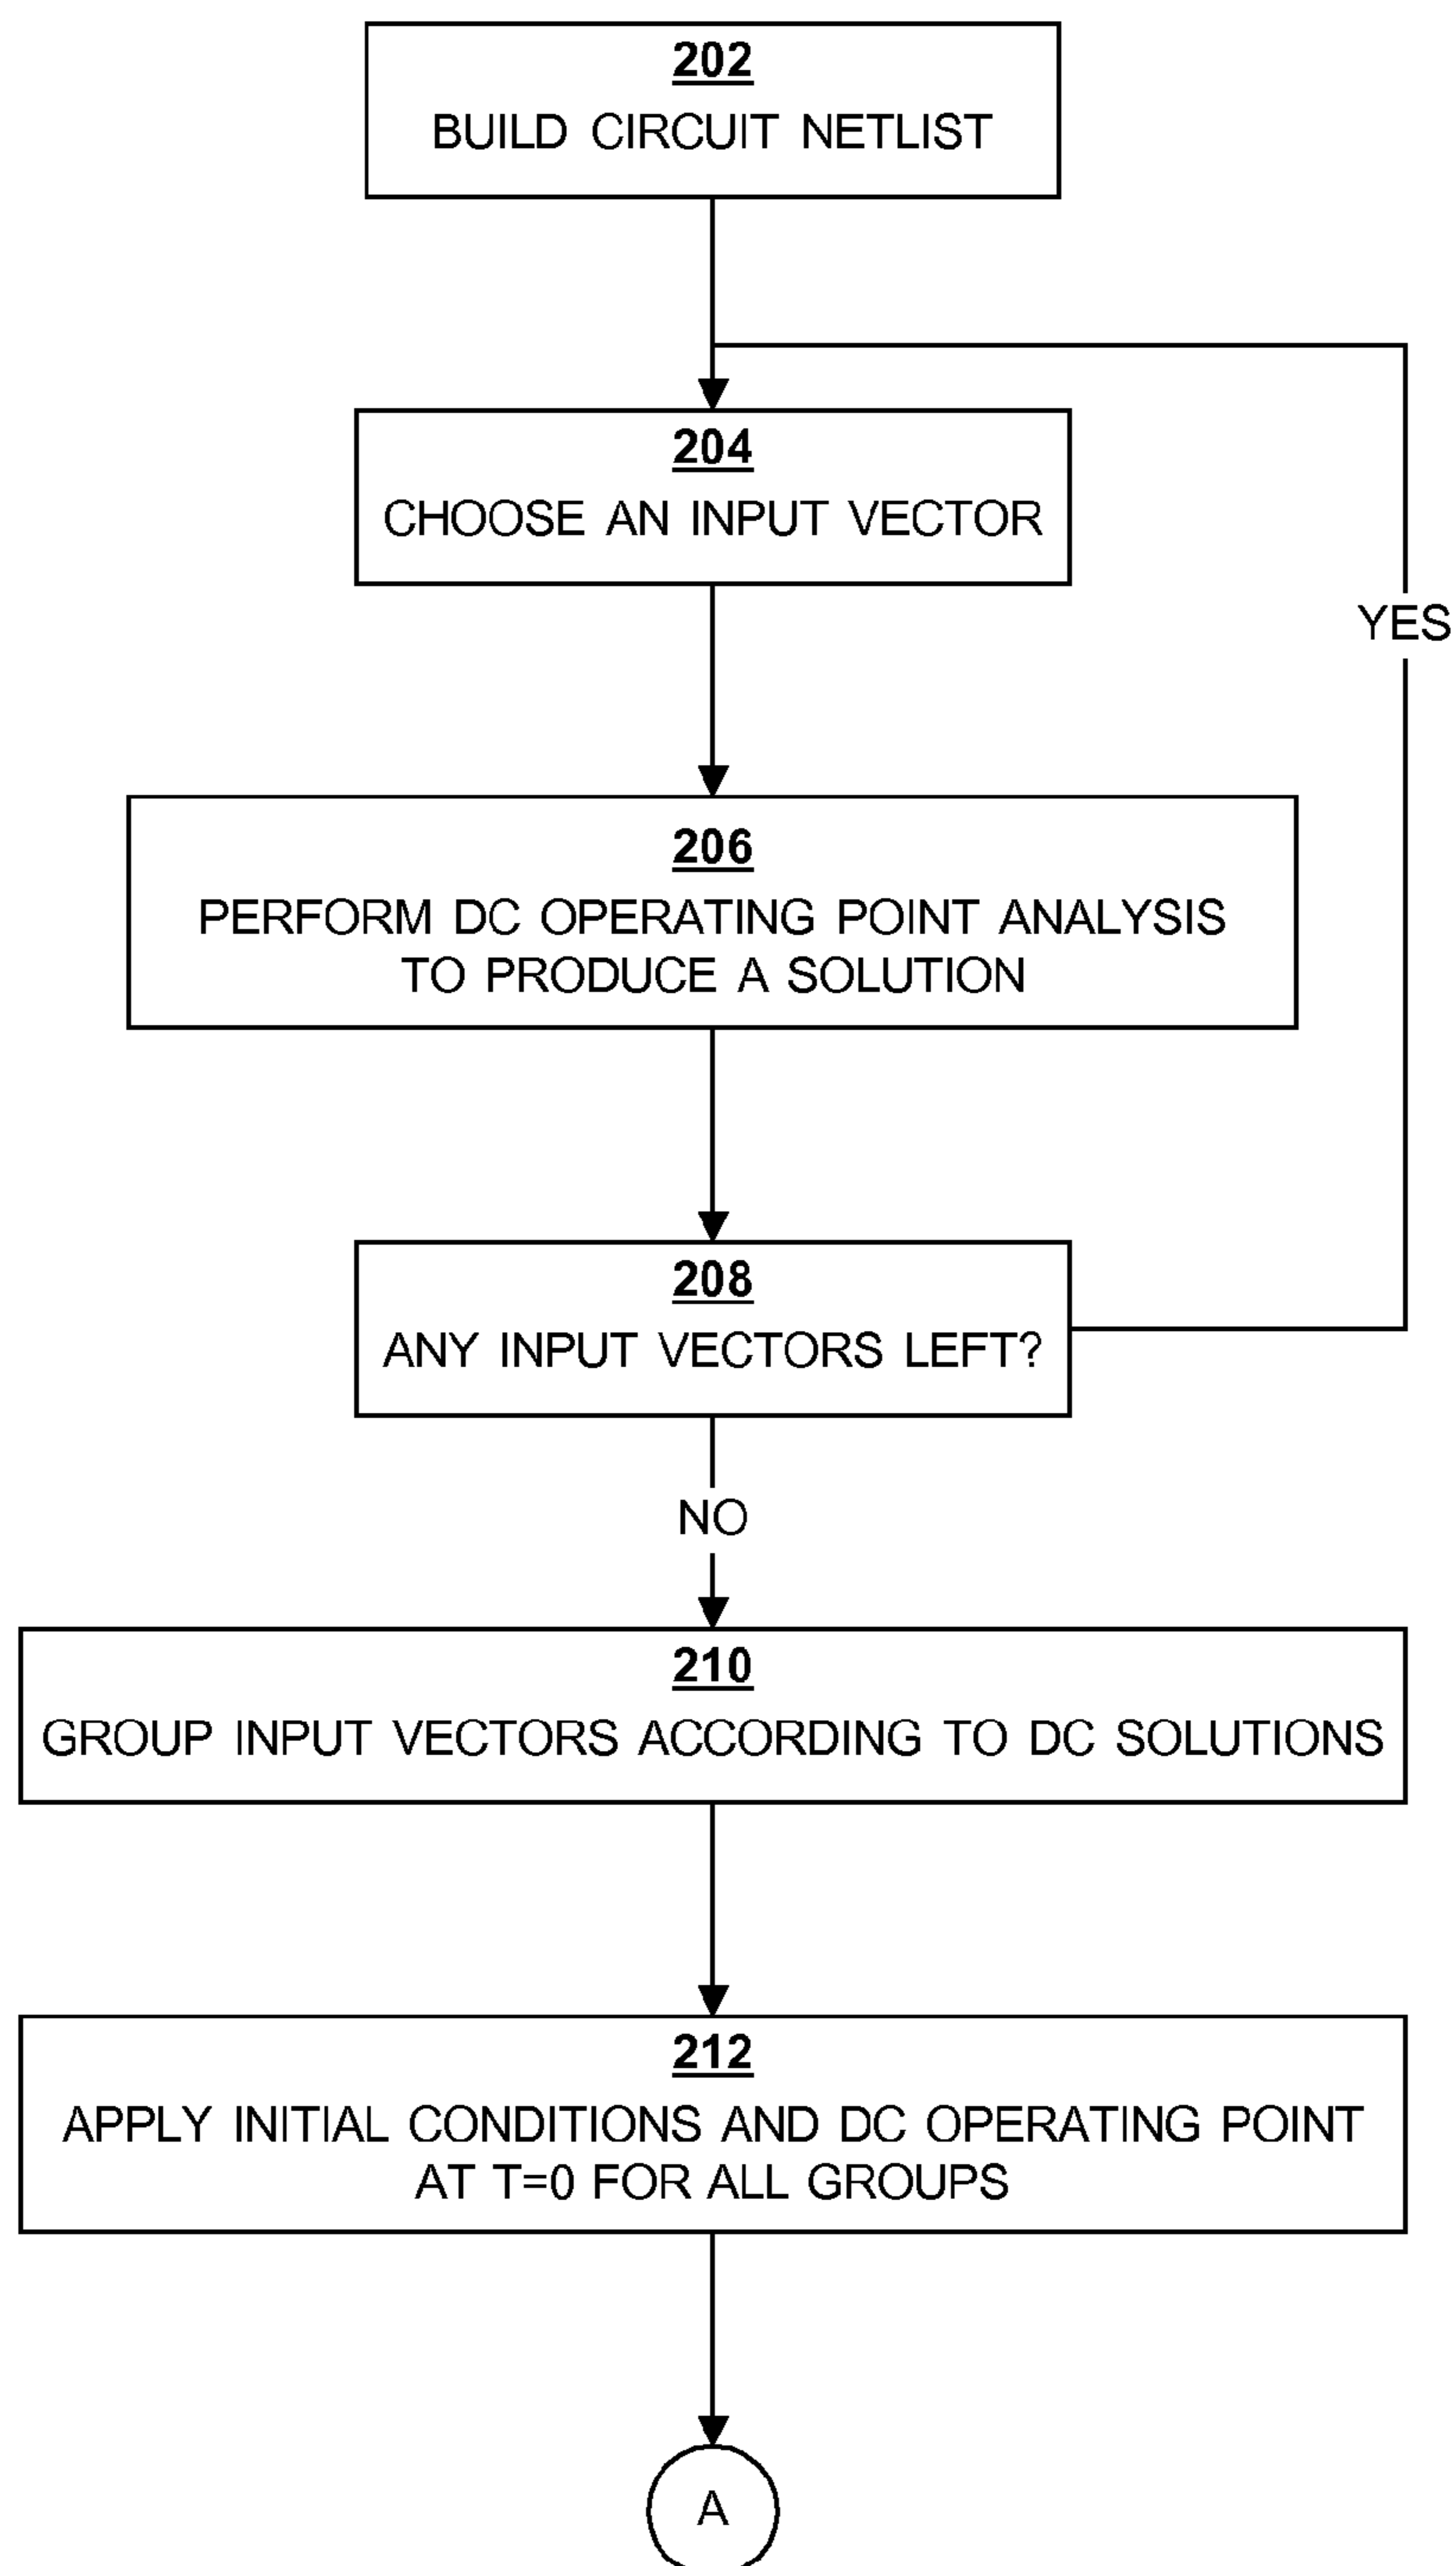 202
BUILD CIRCUIT NETLIST
204
CHOOSE AN INPUT VECTOR
YES
206
PERFORM DC OPERATING POINT ANALYSIS
TO PRODUCE A SOLUTION
208
ANY INPUT VECTORS LEFT?
NO
210
GROUP INPUT VECTORS ACCORDING TO DC SOLUTIONS
212
APPLY INITIAL CONDITIONS AND DC OPERATING POINT
AT T=0 FOR ALL GROUPS
A